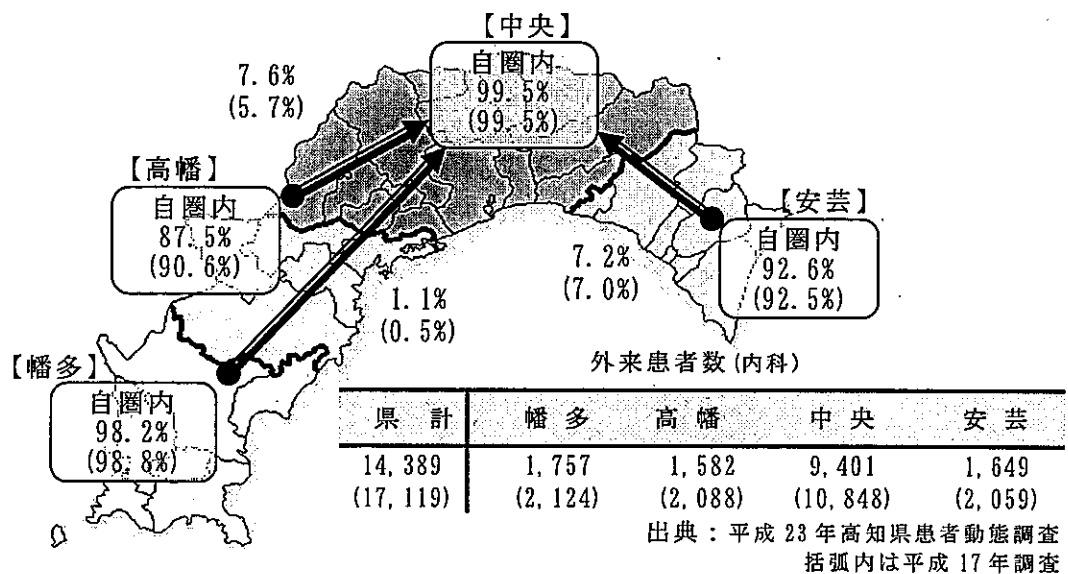 【中央】
自圏内
99.5%
(99.5%)
7.6%
(5.7%)
【高幡】
自圏内
87.5%
(90.6%)
【安芸】
自圏内
92.6%
(92.5%)
7.2%
(7.0%)
1.1%
(0.5%)
【幡多】
自圏内
98.2%
(98.8%)
外来患者数(内科)
県計 幡多 高幡 中央 安芸
14,389 1,757 1,582 9,401 1,649
(17,119) (2,124) (2,088) (10,848) (2,059)
出典:平成23年高知県患者動態調査
括弧内は平成17年調査